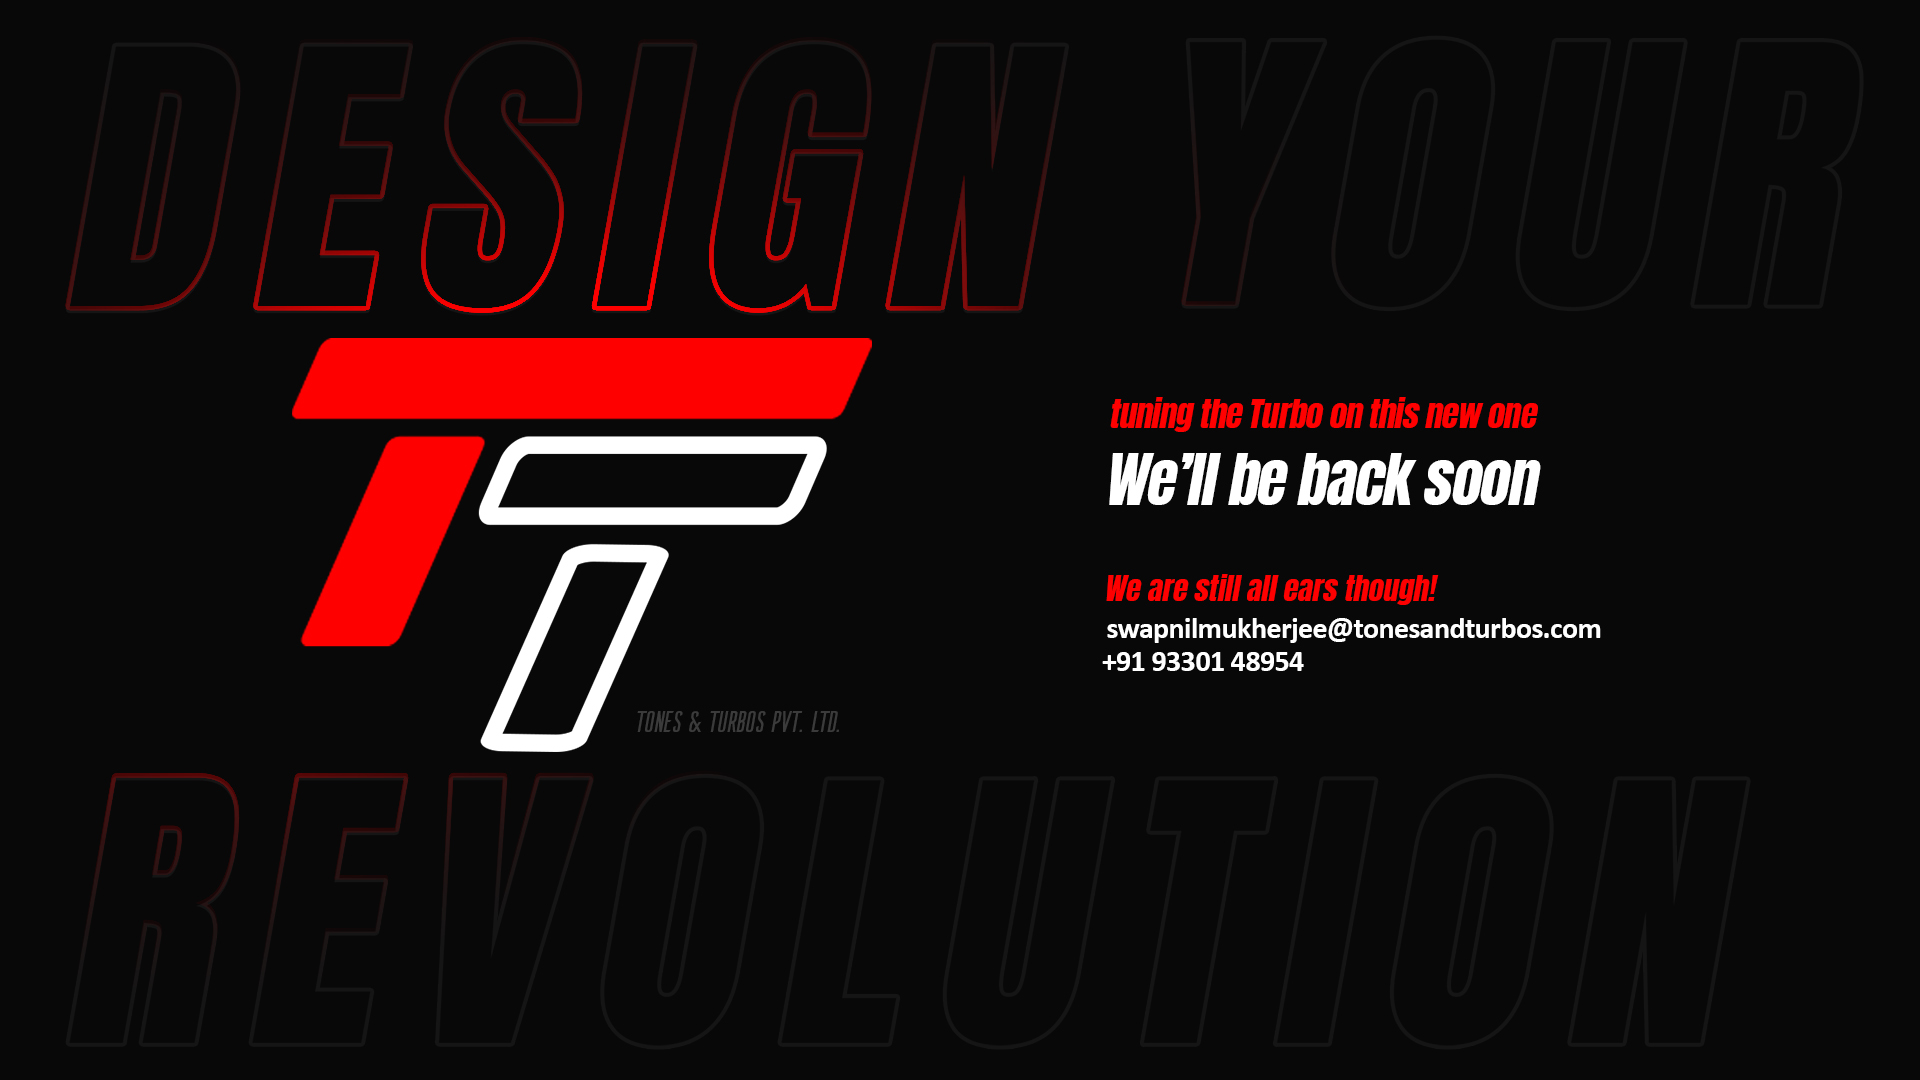 DESIGN YOUR
tuning the Turbo on this new one
We'll be back soon
We are still all ears though!
swapnilmukherjee@tonesandturbos.com
+91 93301 48954
TT
TONES & TURBOS PVT. LTD.
REVOLUTION